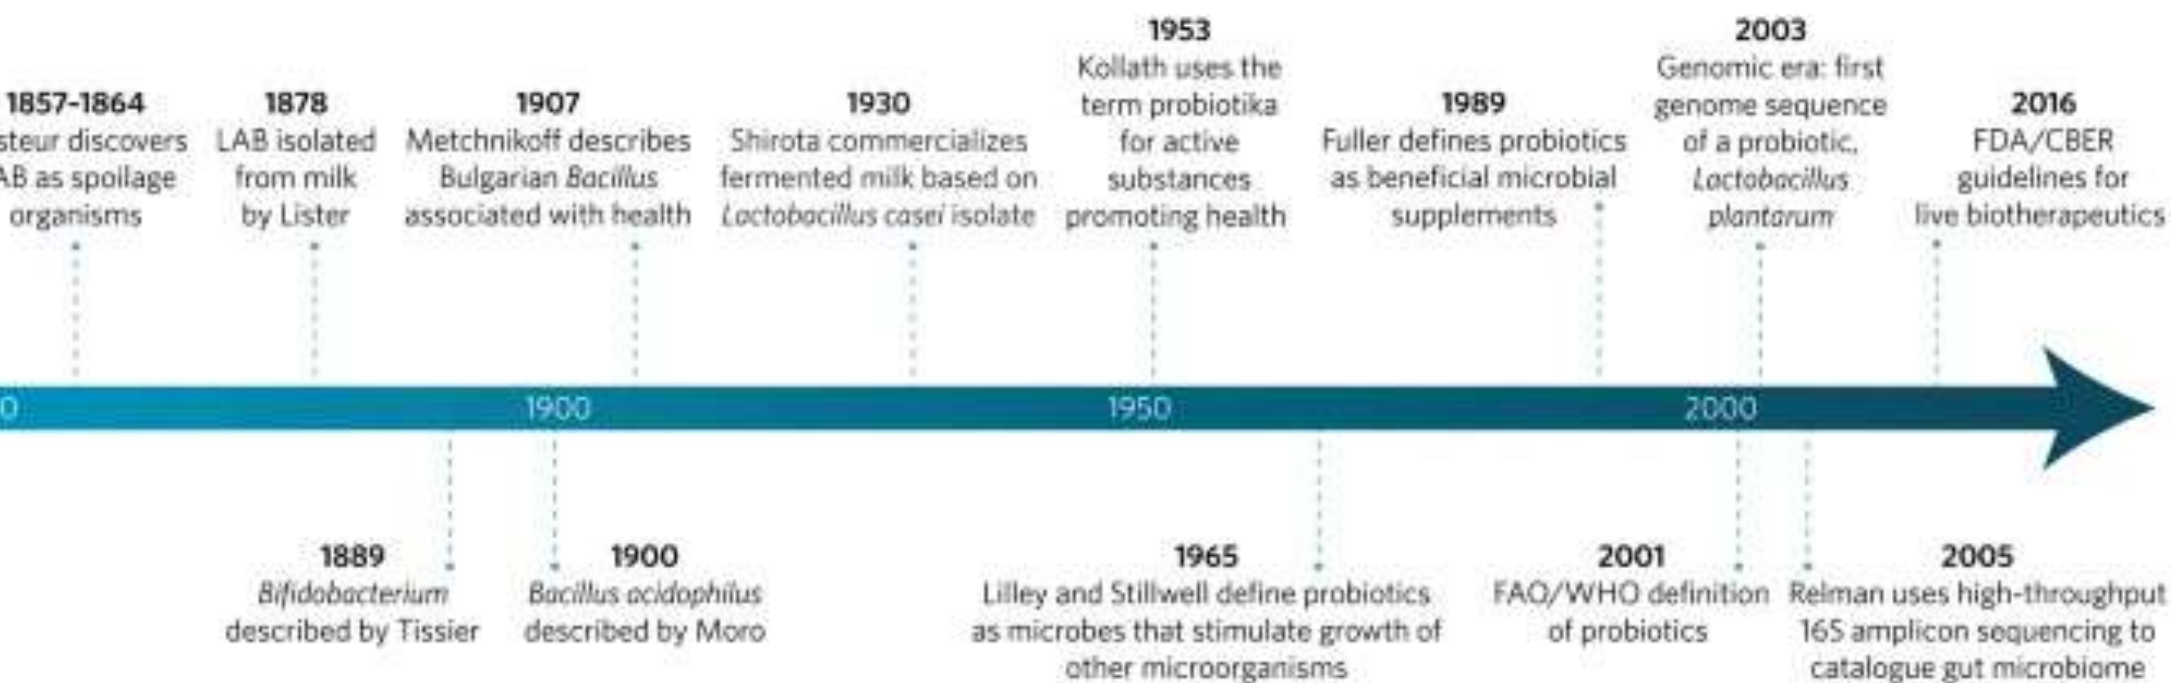 1857-1864
steur discovers
AB as spoilage
organisms
1878
LAB isolated
from milk
by Lister
1907
Metchnikoff describes
Bulgarian Bacillus
associated with health
1930
Shirota commercializes
fermented milk based on
Lactobacillus casei isolate
1953
Kollath uses the
term probiotika
for active
substances
promoting health
1989
Fuller defines probiotics
as beneficial microbial
supplements
2003
Genomic era: first
genome sequence
of a probiotic,
Lactobacillus
plantarum
2016
FDA/CBER
guidelines for
live biotherapeutics
0
1900
1950
2000
1889
Bifidobacterium
described by Tissier
1900
Bacillus acidophilus
described by Moro
1965
Lilley and Stillwell define probiotics
as microbes that stimulate growth of
other microorganisms
2001
FAO/WHO definition
of probiotics
2005
Relman uses high-throughput
16S amplicon sequencing to
catalogue gut microbiome